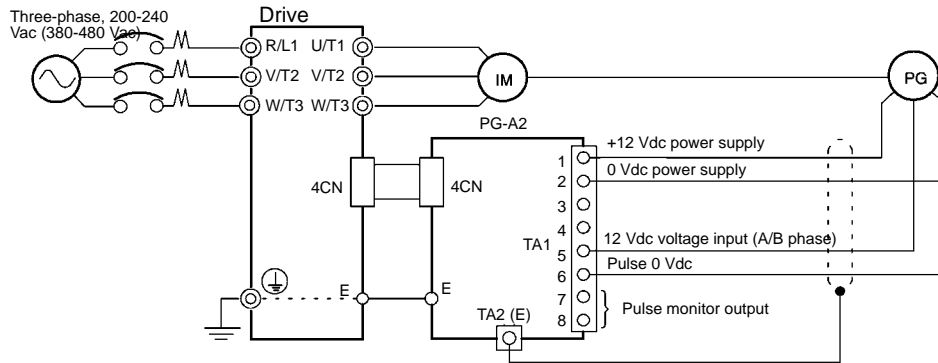 Drive
Three-phase, 200-240
Vac (380-480 Vac)
R/L1 U/T1
V/T2 V/T2
W/T3 W/T3
IM
PG
PG-A2
+12 Vdc power supply
1
0 Vdc power supply
2
4CN 4CN
3
4
TA1
12 Vdc voltage input (A/B phase)
5
Pulse 0 Vdc
6
E E
7
Pulse monitor output
TA2 (E)
8